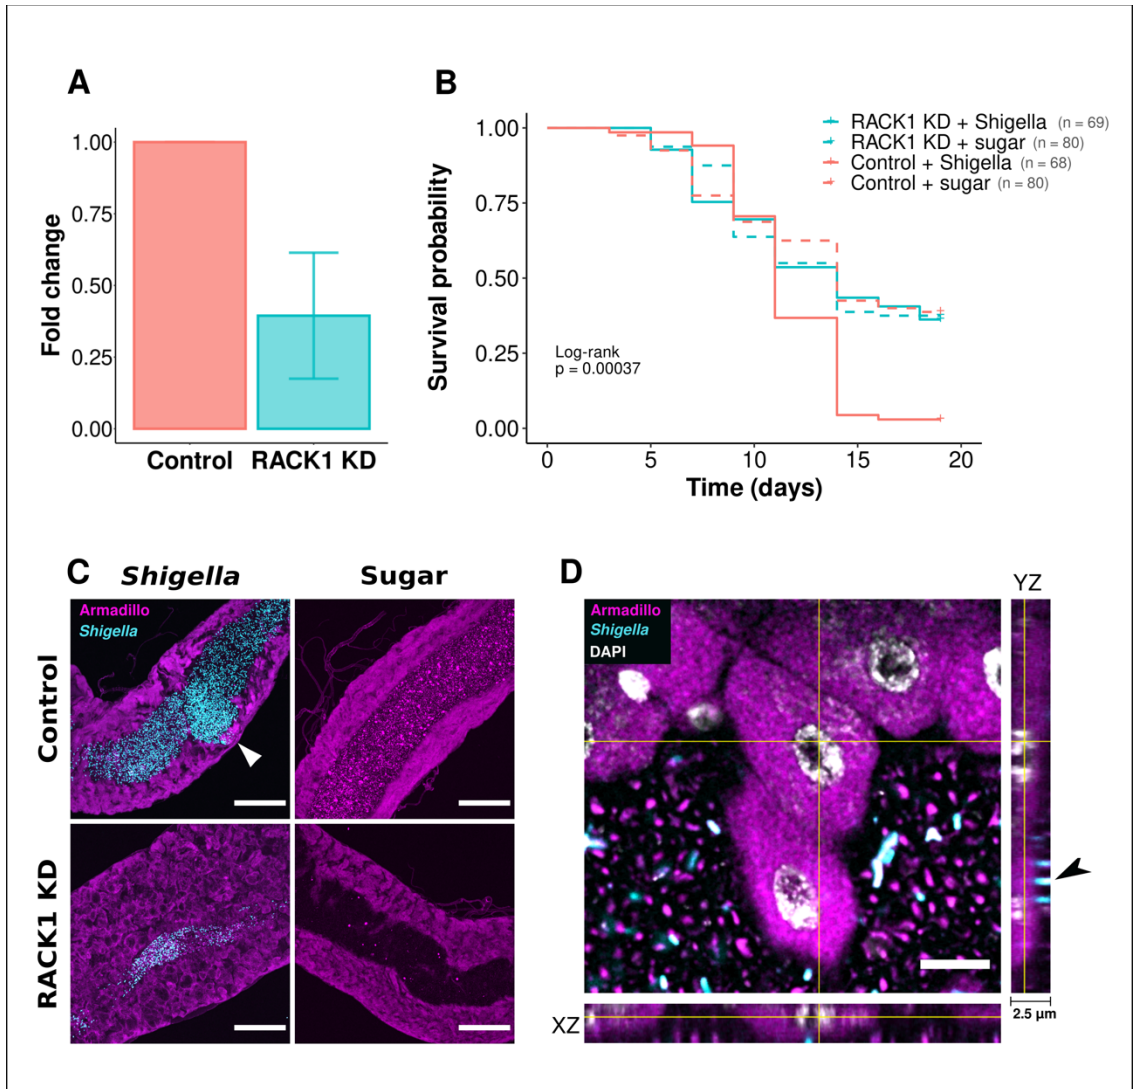 A
1.00
0.75
0.50
0.25
0.00
Fold change
Control
RACK1 KD
B
1.00
0.75
0.50
0.25
0.00
Survival probability
RACK1 KD + Shigella (n = 69)
RACK1 KD + sugar (n = 80)
Control + Shigella (n = 68)
Control + sugar (n = 80)
Log-rank
p = 0.00037
0
5
10
15
20
Time (days)
C
Shigella
Sugar
Control
RACK1 KD
Armadillo
Shigella
D
Armadillo
Shigella
DAPI
YZ
XZ
2.5 µm